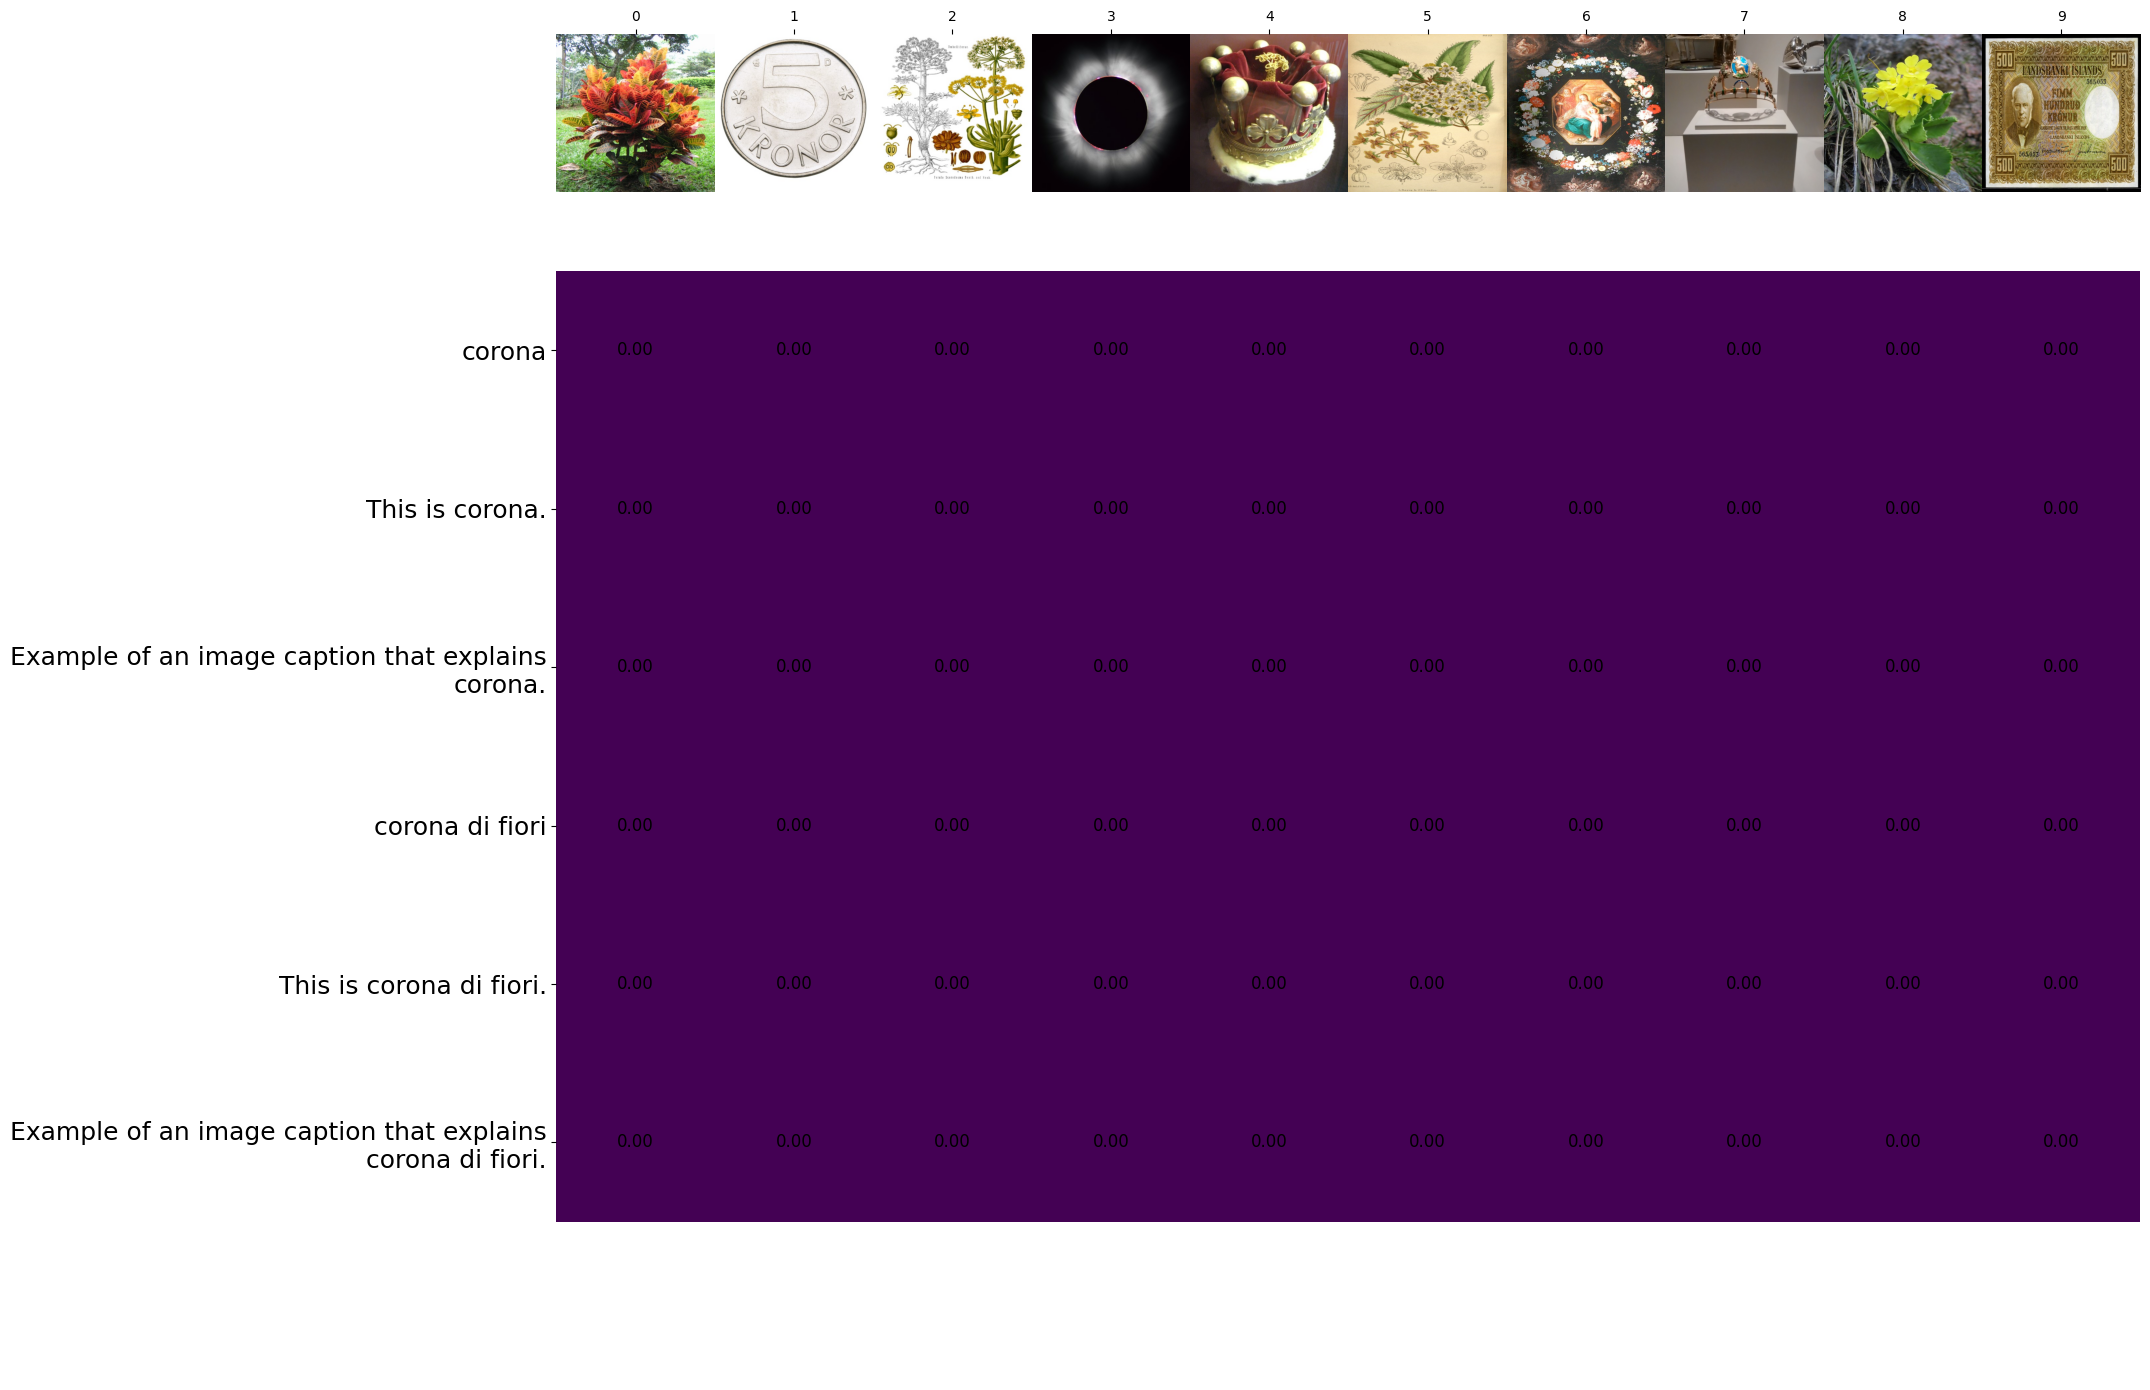 0 1 2 3 4 5 6 7 8 9
5
KRONOR
500 500
LANDSBANKI ÍSLANDS
FIMM
HUNDRUÐ
KRÓNUR
500 500
corona 0.00 0.00 0.00 0.00 0.00 0.00 0.00 0.00 0.00 0.00
This is corona. 0.00 0.00 0.00 0.00 0.00 0.00 0.00 0.00 0.00 0.00
Example of an image caption that explains
corona. 0.00 0.00 0.00 0.00 0.00 0.00 0.00 0.00 0.00 0.00
corona di fiori 0.00 0.00 0.00 0.00 0.00 0.00 0.00 0.00 0.00 0.00
This is corona di fiori. 0.00 0.00 0.00 0.00 0.00 0.00 0.00 0.00 0.00 0.00
Example of an image caption that explains
corona di fiori. 0.00 0.00 0.00 0.00 0.00 0.00 0.00 0.00 0.00 0.00